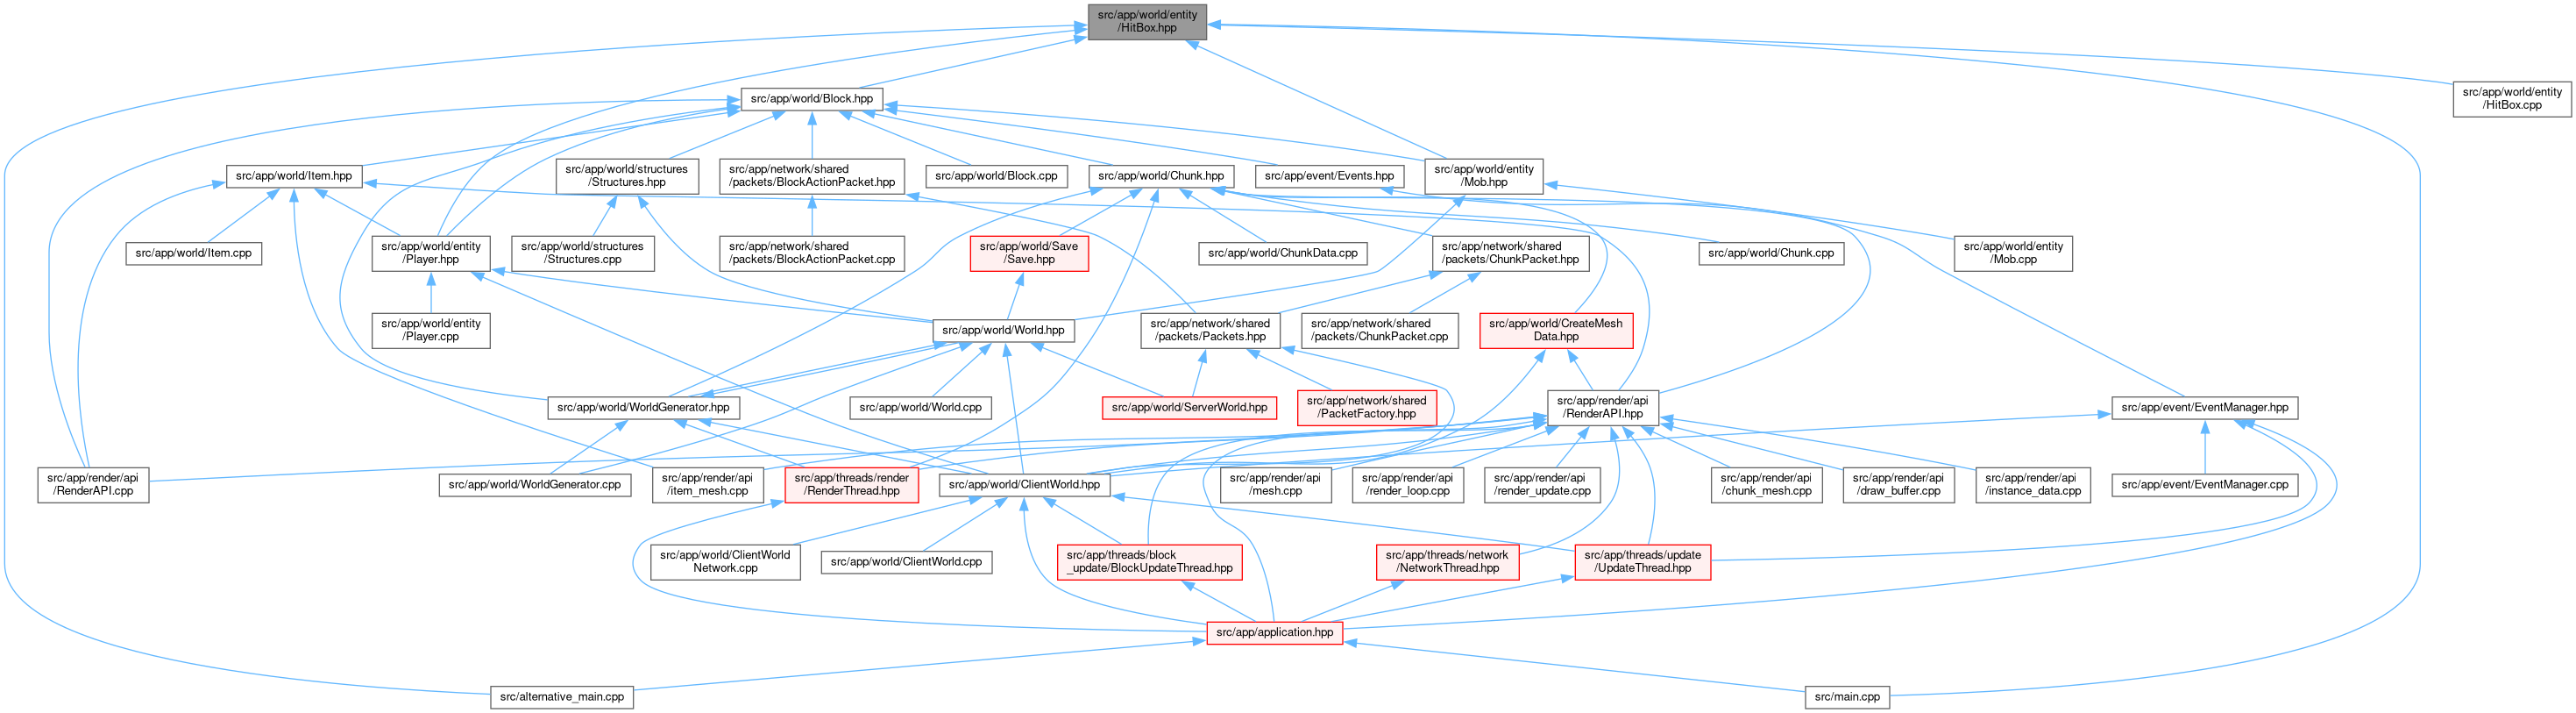 src/app/world/entity
/HitBox.hpp
src/app/world/entity
/HitBox.cpp
src/app/world/Block.hpp
src/app/world/Item.hpp
src/app/world/structures
/Structures.hpp
src/app/network/shared
/packets/BlockActionPacket.hpp
src/app/world/Block.cpp
src/app/world/Chunk.hpp
src/app/event/Events.hpp
src/app/world/entity
/Mob.hpp
src/app/world/Item.cpp
src/app/world/entity
/Player.hpp
src/app/world/structures
/Structures.cpp
src/app/network/shared
/packets/BlockActionPacket.cpp
src/app/world/Save
/Save.hpp
src/app/world/ChunkData.cpp
src/app/network/shared
/packets/ChunkPacket.hpp
src/app/world/Chunk.cpp
src/app/world/entity
/Mob.cpp
src/app/world/entity
/Player.cpp
src/app/world/World.hpp
src/app/network/shared
/packets/Packets.hpp
src/app/network/shared
/packets/ChunkPacket.cpp
src/app/world/CreateMesh
Data.hpp
src/app/world/WorldGenerator.hpp
src/app/world/World.cpp
src/app/world/ServerWorld.hpp
src/app/network/shared
/PacketFactory.hpp
src/app/render/api
/RenderAPI.hpp
src/app/event/EventManager.hpp
src/app/render/api
/RenderAPI.cpp
src/app/world/WorldGenerator.cpp
src/app/render/api
/item_mesh.cpp
src/app/threads/render
/RenderThread.hpp
src/app/world/ClientWorld.hpp
src/app/render/api
/mesh.cpp
src/app/render/api
/render_loop.cpp
src/app/render/api
/render_update.cpp
src/app/render/api
/chunk_mesh.cpp
src/app/render/api
/draw_buffer.cpp
src/app/render/api
/instance_data.cpp
src/app/event/EventManager.cpp
src/app/world/ClientWorld
Network.cpp
src/app/world/ClientWorld.cpp
src/app/threads/block
_update/BlockUpdateThread.hpp
src/app/threads/network
/NetworkThread.hpp
src/app/threads/update
/UpdateThread.hpp
src/app/application.hpp
src/alternative_main.cpp
src/main.cpp